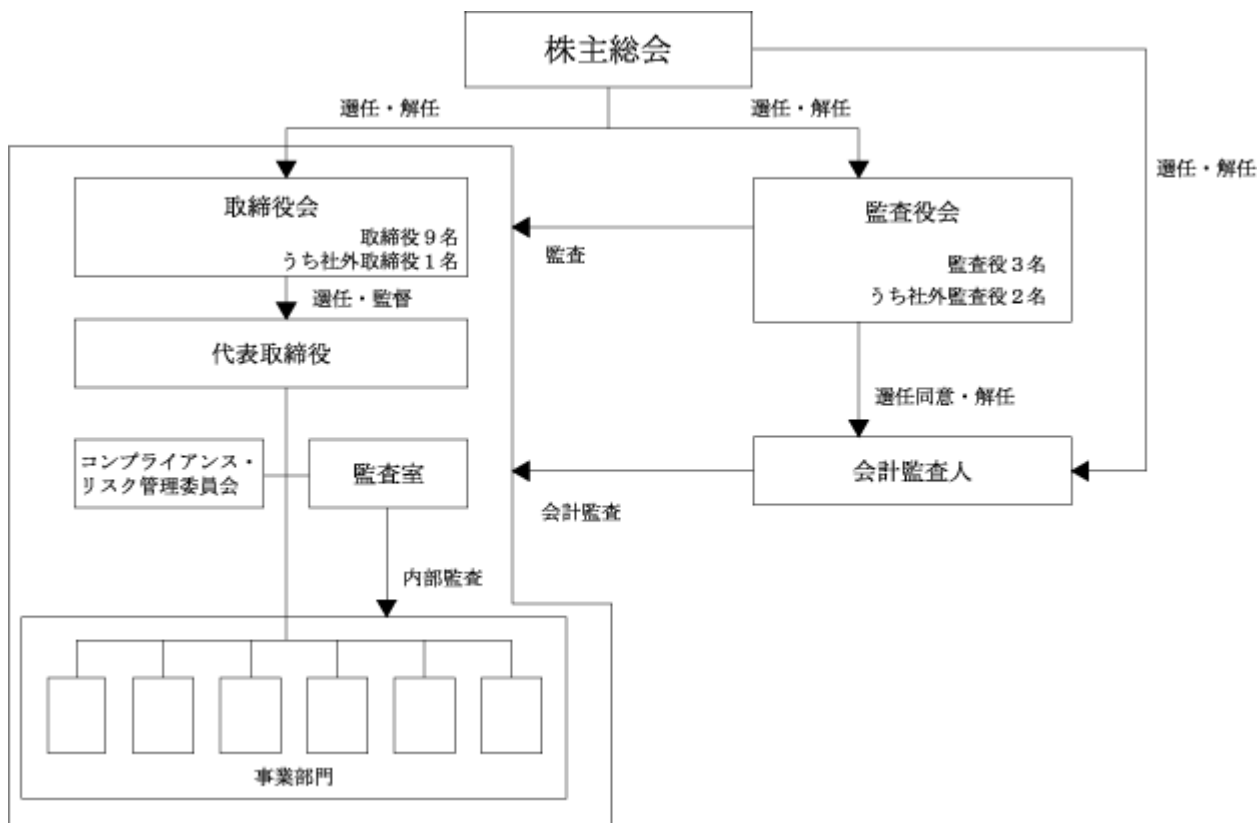 株主総会
選任・解任
選任・解任
選任・解任
取締役会
取締役９名
うち社外取締役１名
監査役会
監査役３名
うち社外監査役２名
監査
選任・監督
代表取締役
選任同意・解任
コンプライアンス・
リスク管理委員会
監査室
会計監査人
会計監査
内部監査
事業部門